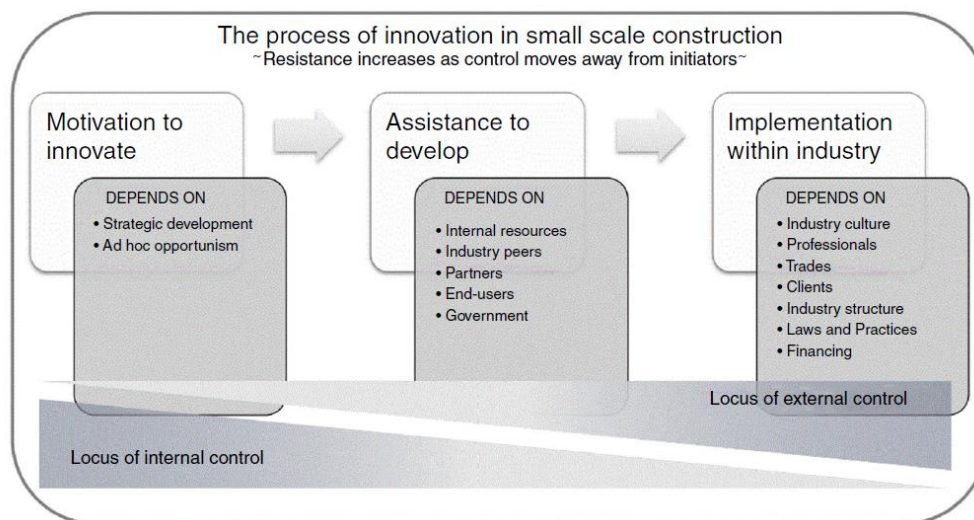 The process of innovation in small scale construction
~Resistance increases as control moves away from initiators~
Motivation to
innovate
DEPENDS ON
• Strategic development
• Ad hoc opportunism
Assistance to
develop
DEPENDS ON
• Internal resources
• Industry peers
• Partners
• End-users
• Government
Implementation
within industry
DEPENDS ON
• Industry culture
• Professionals
• Trades
• Clients
• Industry structure
• Laws and Practices
• Financing
Locus of external control
Locus of internal control